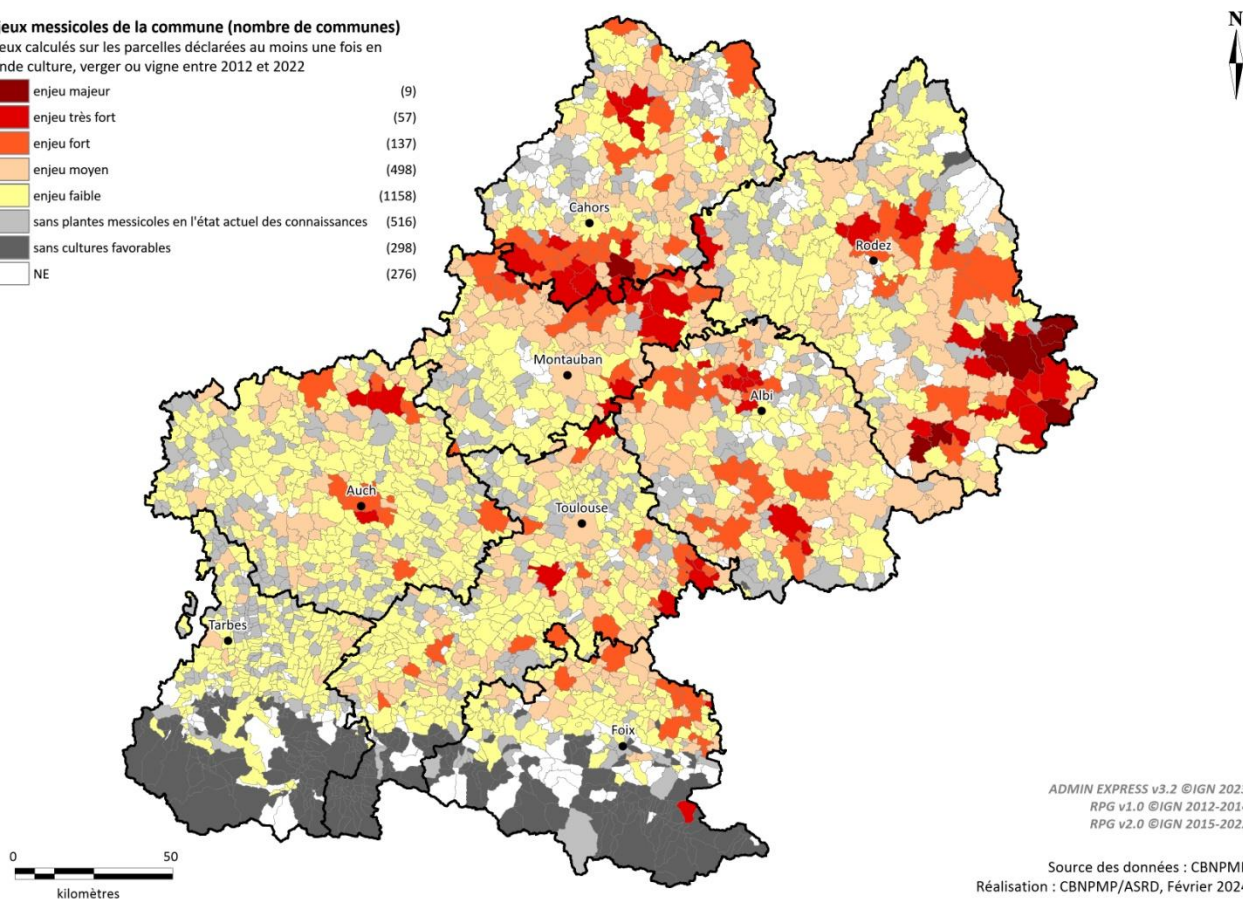 jeux messicoles de la commune (nombre de communes)
eux calculés sur les parcelles déclarées au moins une fois en
nde culture, verger ou vigne entre 2012 et 2022
enjeu majeur (9)
enjeu très fort (57)
enjeu fort (137)
enjeu moyen (498)
enjeu faible (1158)
sans plantes messicoles en l'état actuel des connaissances (516)
sans cultures favorables (298)
NE (276)
N
Cahors
Rodez
Montauban
Albi
Auch
Toulouse
Tarbes
Foix
0 50
kilomètres
ADMIN EXPRESS v3.2 ©IGN 202
RPG v1.0 ©IGN 2012-201
RPG v2.0 ©IGN 2015-202
Source des données : CBNPM
Réalisation : CBNPMP/ASRD, Février 2024